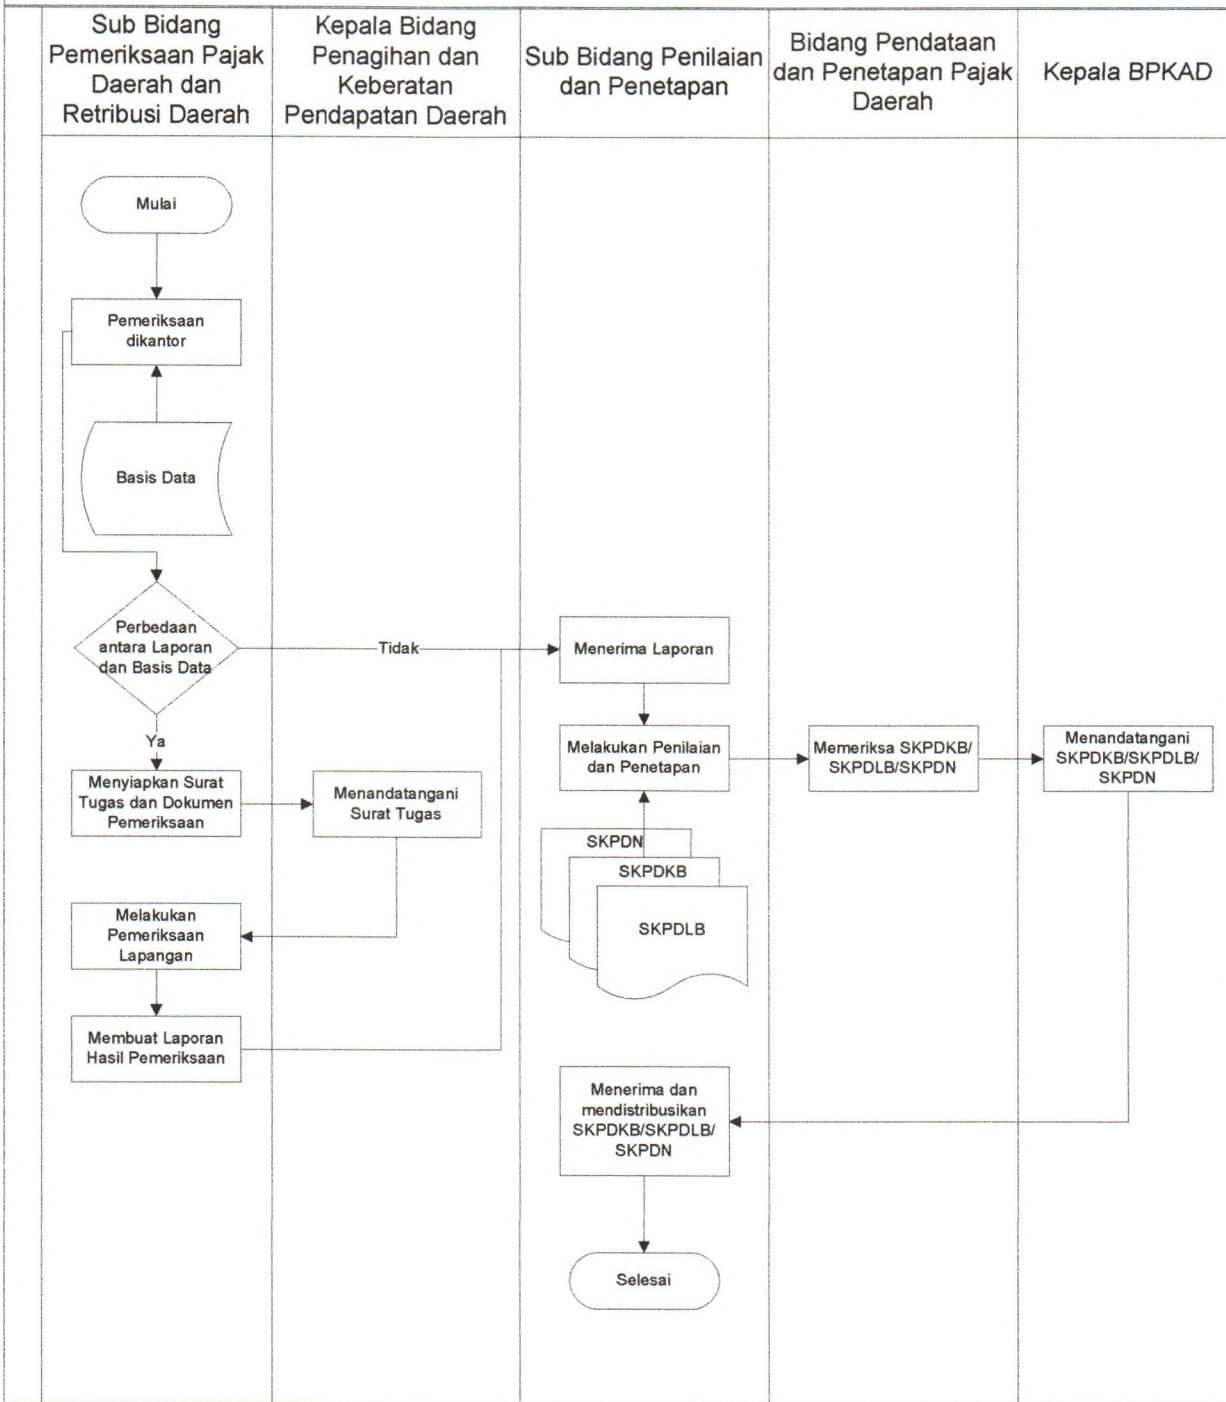 Sub Bidang
Pemeriksaan Pajak
Daerah dan
Retribusi Daerah
Kepala Bidang
Penagihan dan
Keberatan
Pendapatan Daerah
Sub Bidang Penilaian
dan Penetapan
Bidang Pendataan
dan Penetapan Pajak
Daerah
Kepala BPKAD
Mulai
Pemeriksaan
dikantor
Basis Data
Perbedaan
antara Laporan
dan Basis Data
Tidak
Menerima Laporan
Ya
Melakukan Penilaian
dan Penetapan
Memeriksa SKPDKB/
SKPDLB/SKPDN
Menandatangani
SKPDKB/SKPDLB/
SKPDN
Menyiapkan Surat
Tugas dan Dokumen
Pemeriksaan
Menandatangani
Surat Tugas
SKPDN
SKPDKB
SKPDLB
Melakukan
Pemeriksaan
Lapangan
Membuat Laporan
Hasil Pemeriksaan
Menerima dan
mendistribusikan
SKPDKB/SKPDLB/
SKPDN
Selesai